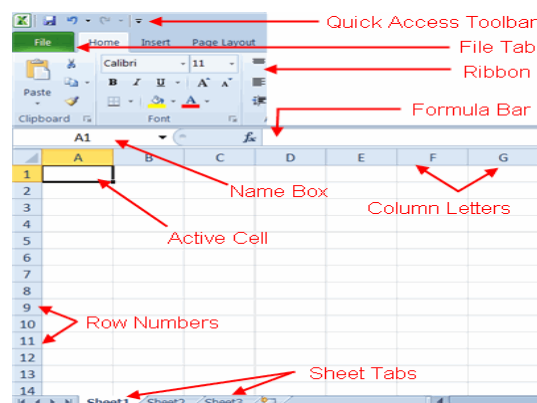 Quick Access Toolbar
File Home Insert Page Layout
File Tab
Calibri 11
Ribbon
B I U A A
Paste
A
Clipboard Font
Formula Bar
A1 fx
A B C D E F G
1
2
Name Box
3
Column Letters
4
5
Active Cell
6
7
8
9
10
Row Numbers
11
12
13
Sheet Tabs
14
Sheet1 Sheet2 Sheet3